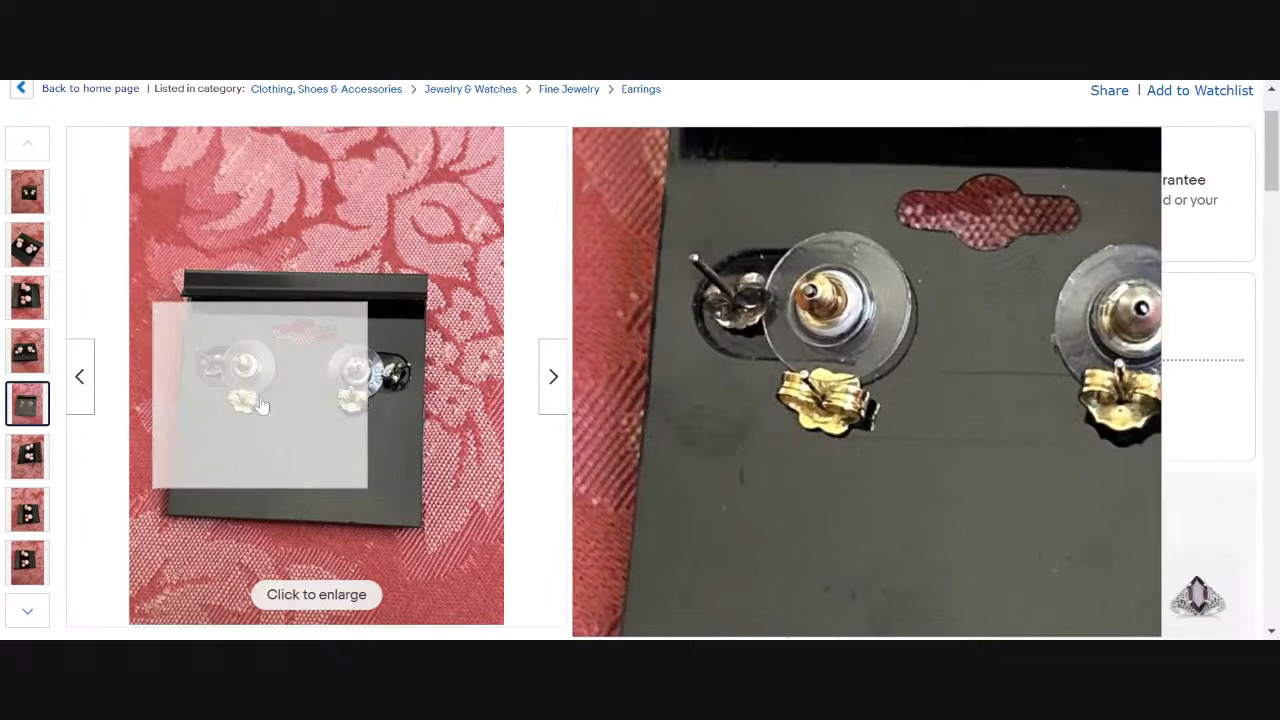 Back to home page | Listed in category: Clothing, Shoes & Accessories > Jewelry & Watches > Fine Jewelry > Earrings
Share | Add to Watchlist
rantee
d or your
Click to enlarge